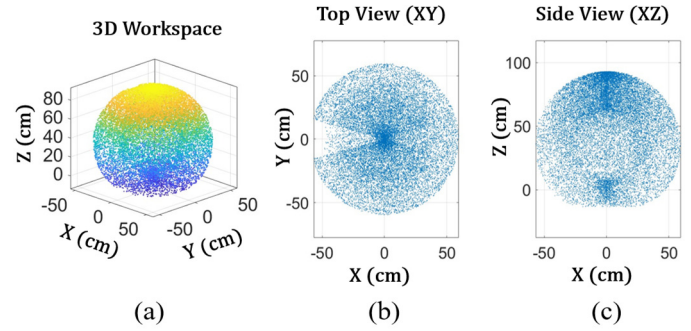 3D Workspace
Z (cm)
80
60
40
20
0
-50
0
50
X (cm)
-50
0
50
Y (cm)
(a)
Top View (XY)
Y (cm)
50
0
-50
-50
0
50
X (cm)
(b)
Side View (XZ)
Z (cm)
100
50
0
-50
0
50
X (cm)
(c)